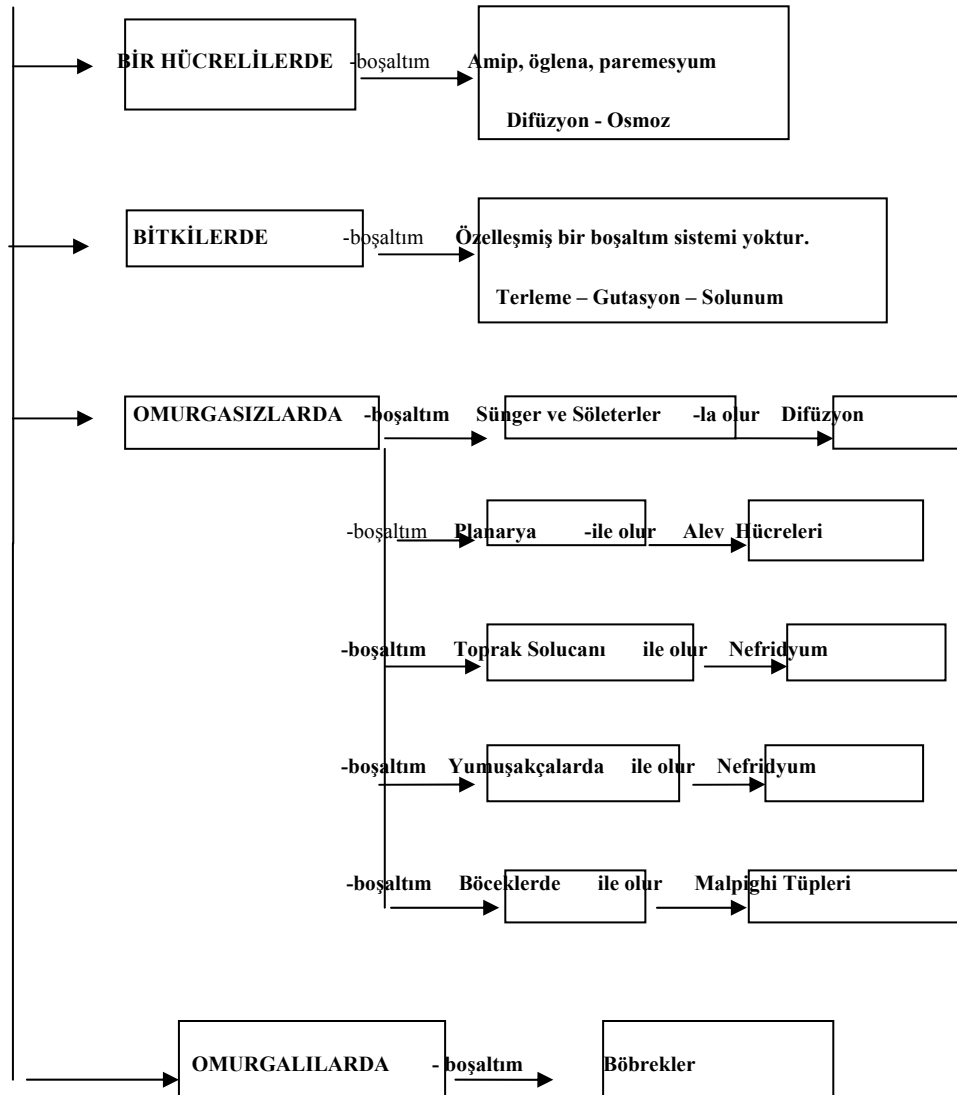 BİR HÜCRELİLERDE -boşaltım Amip, öglena, paremesyum
Difüzyon - Osmoz
BİTKİLERDE -boşaltım Özelleşmiş bir boşaltım sistemi yoktur.
Terleme – Gutasyon – Solunum
OMURGASIZLARDA -boşaltım Sünger ve Söleterler -la olur Difüzyon
-boşaltım Planarya -ile olur Alev Hücreleri
-boşaltım Toprak Solucanı ile olur Nefridyum
-boşaltım Yumuşakçalarda ile olur Nefridyum
-boşaltım Böceklerde ile olur Malpighi Tüpleri
OMURGALILARDA - boşaltım Böbrekler